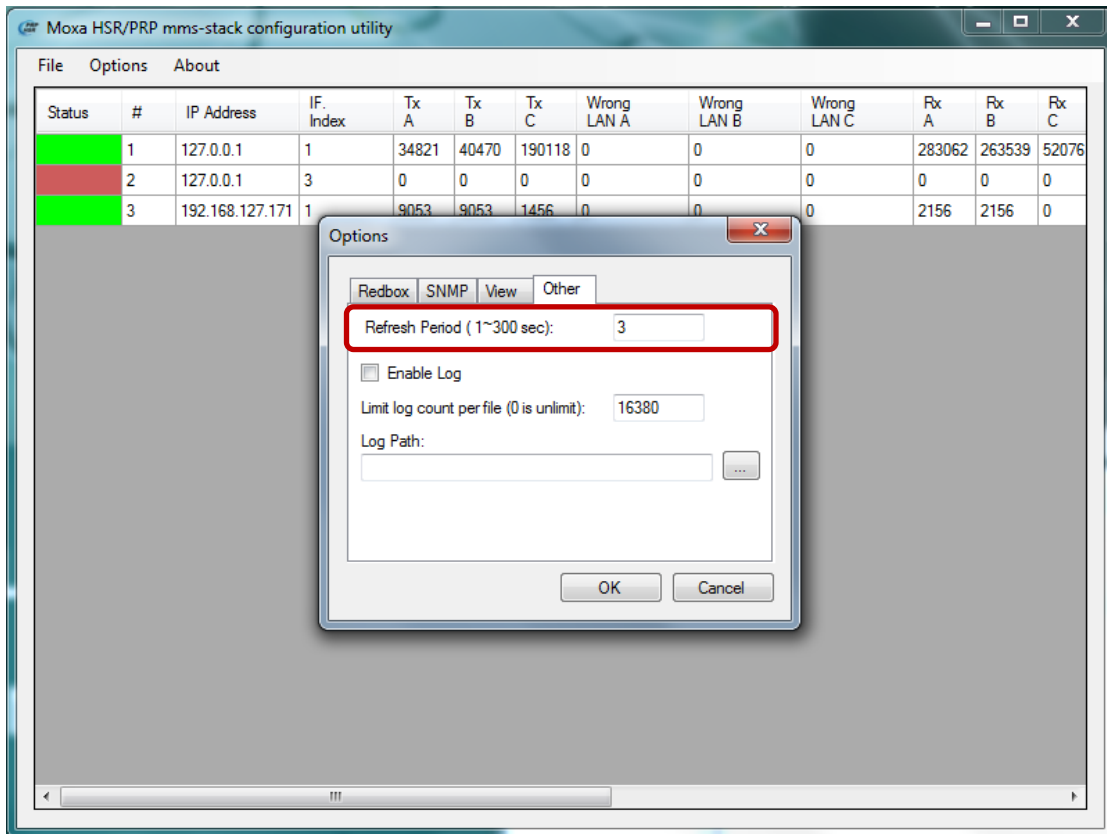 Moxa HSR/PRP mms-stack configuration utility
File Options About
Status # IP Address IF. Index Tx A Tx B Tx C Wrong LAN A Wrong LAN B Wrong LAN C Rx A Rx B Rx C
1 127.0.0.1 1 34821 40470 190118 0 0 0 283062 263539 52076
2 127.0.0.1 3 0 0 0 0 0 0 0 0 0
3 192.168.127.171 1 9053 9053 1456 0 0 0 2156 2156 0
Options
Redbox SNMP View Other
Refresh Period ( 1~300 sec): 3
Enable Log
Limit log count per file (0 is unlimit): 16380
Log Path:
...
OK Cancel